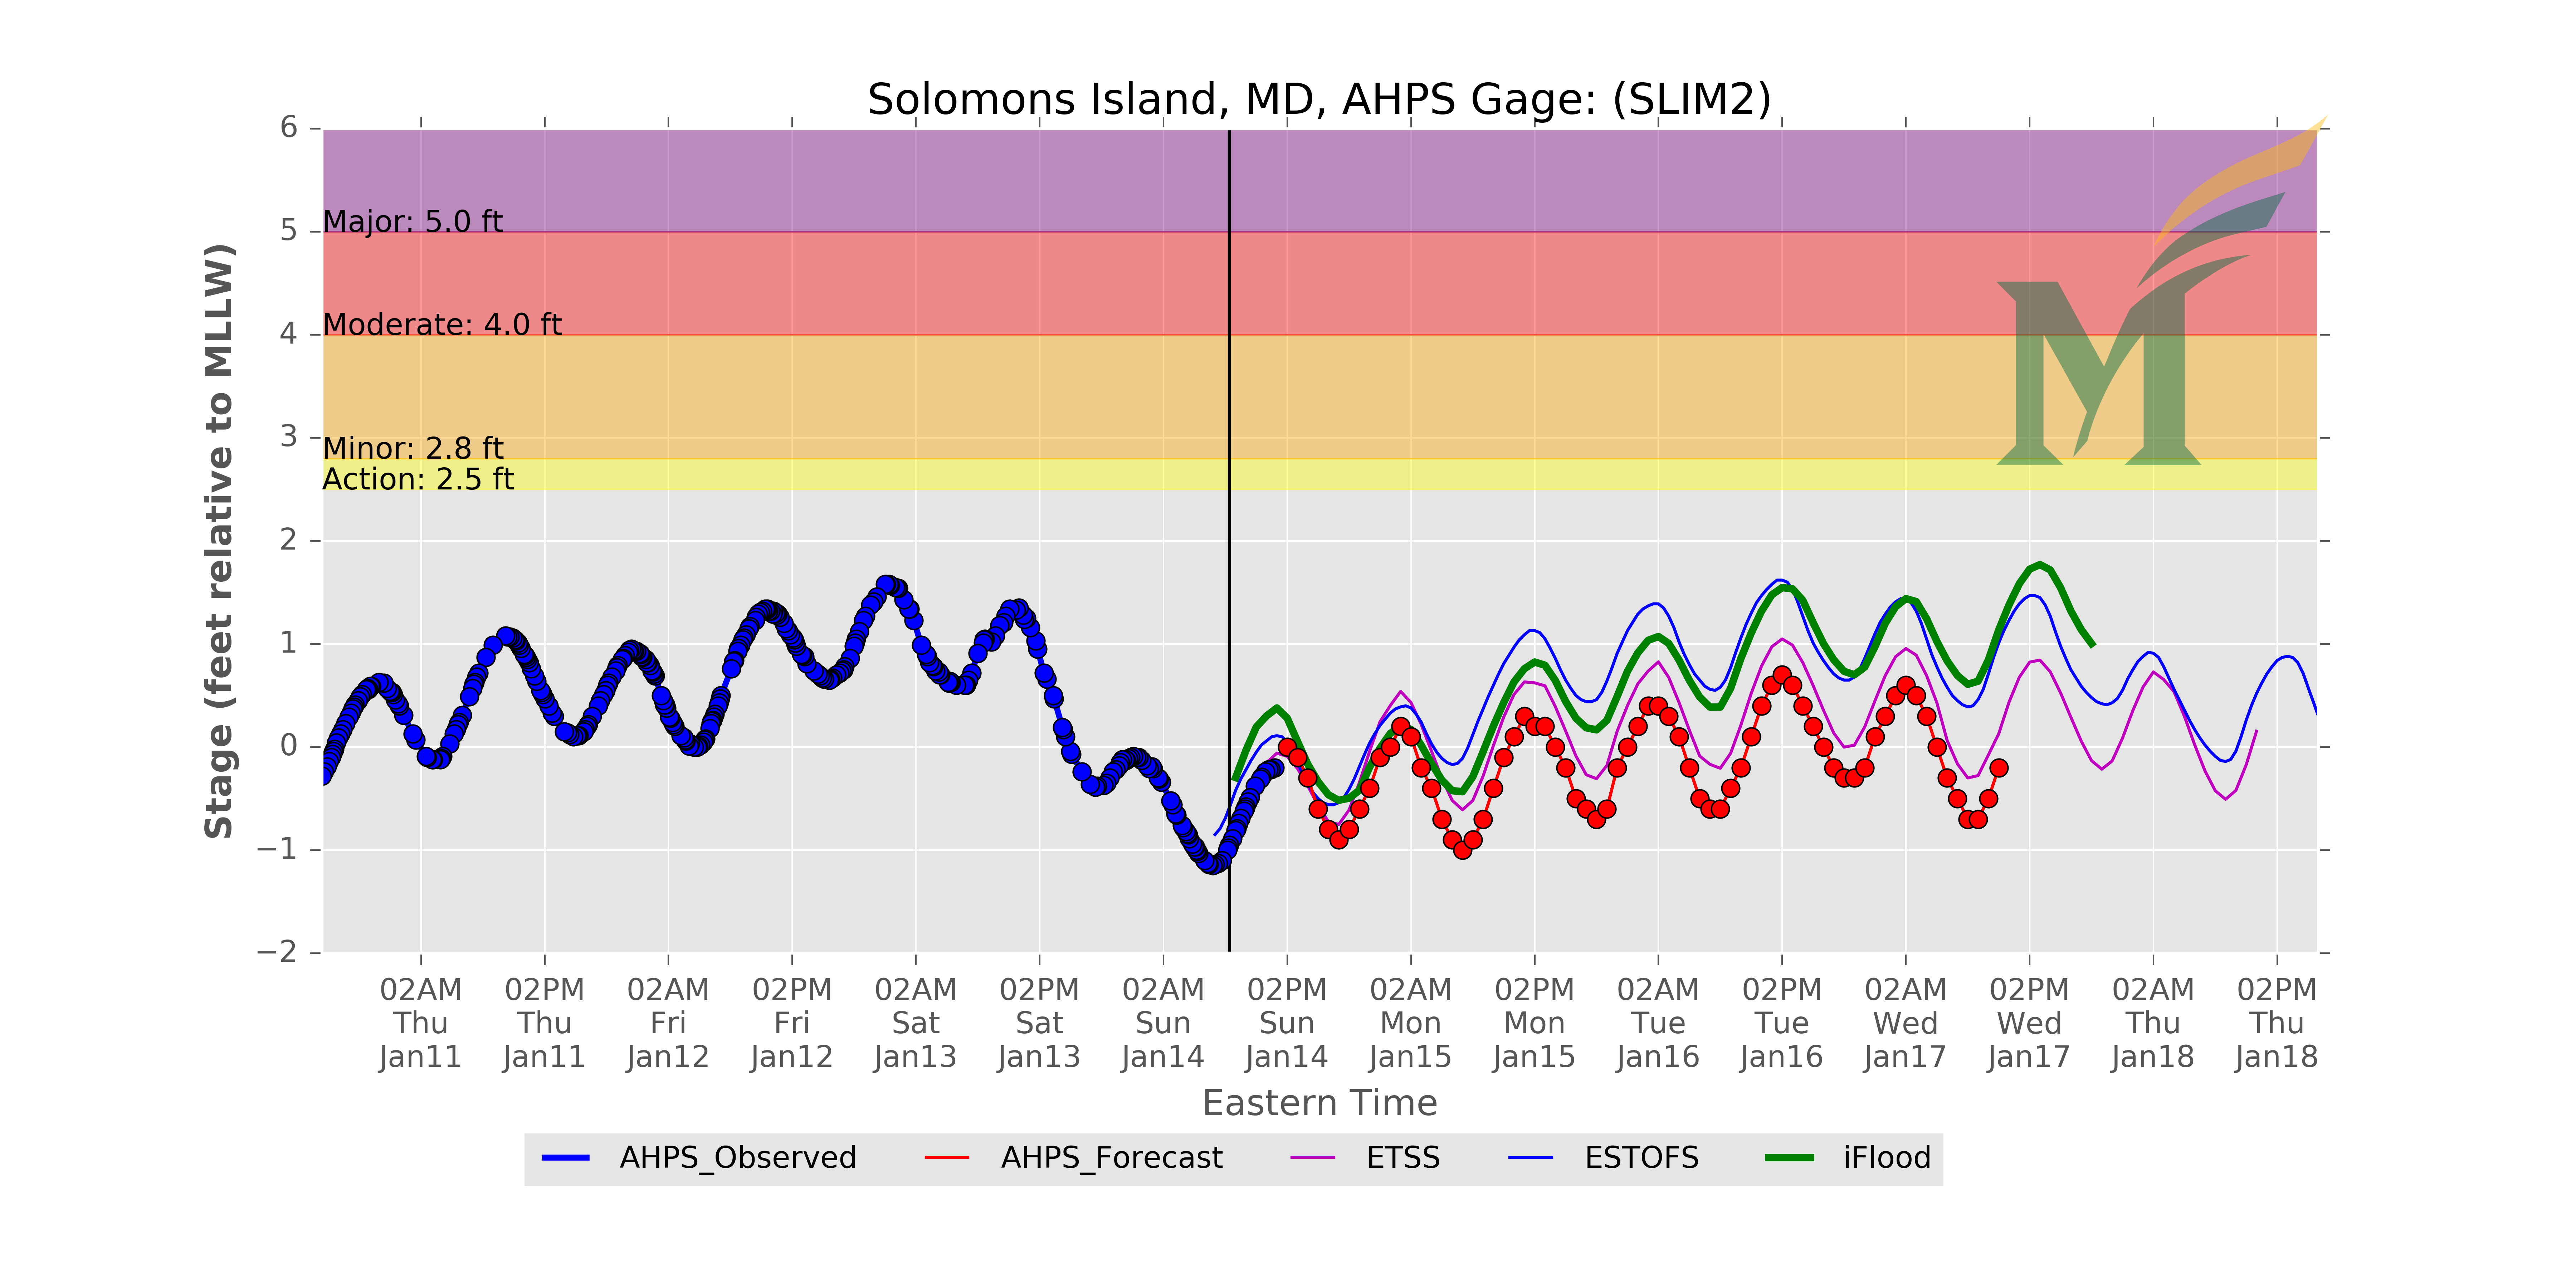 Solomons Island, MD, AHPS Gage: (SLIM2)
Stage (feet relative to MLLW)
6
5
4
3
2
1
0
−1
−2
Major: 5.0 ft
Moderate: 4.0 ft
Minor: 2.8 ft
Action: 2.5 ft
02AM 02PM 02AM 02PM 02AM 02PM 02AM 02PM 02AM 02PM 02AM 02PM 02AM 02PM 02AM 02PM
Thu Thu Fri Fri Sat Sat Sun Sun Mon Mon Tue Tue Wed Wed Thu Thu
Jan11 Jan11 Jan12 Jan12 Jan13 Jan13 Jan14 Jan14 Jan15 Jan15 Jan16 Jan16 Jan17 Jan17 Jan18 Jan18
Eastern Time
AHPS_Observed AHPS_Forecast ETSS ESTOFS iFlood